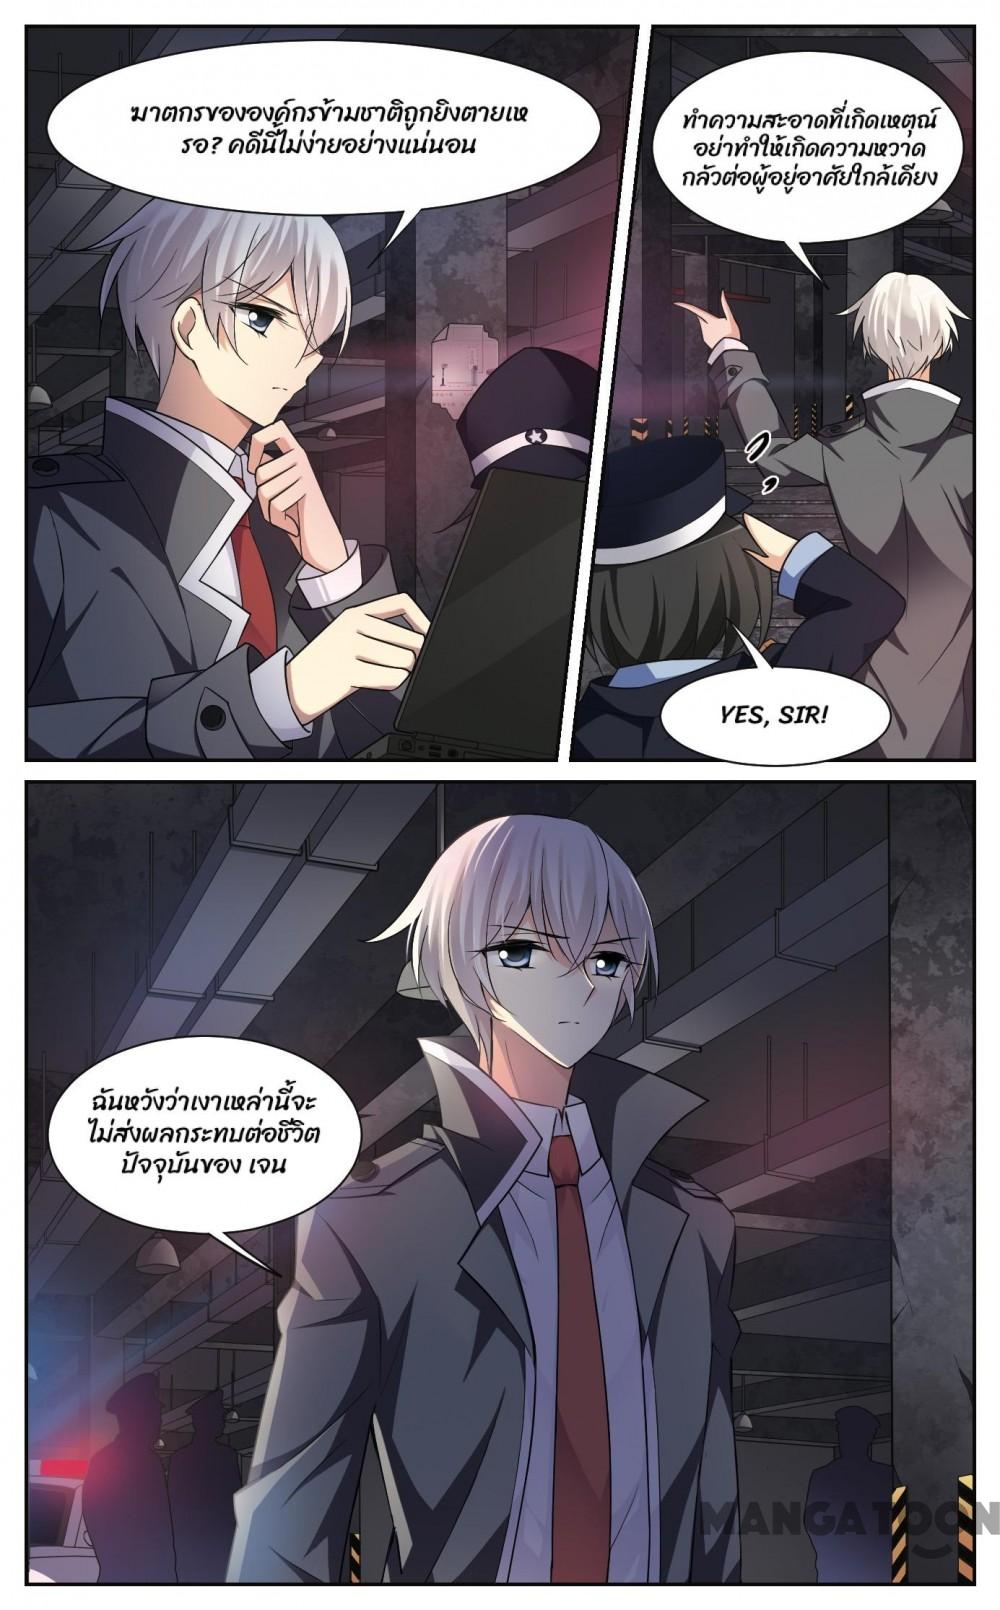 ฆาตกรขององค์กรข้ามชาติถูกยิงตายเห
รอ? คดีนี้ไม่ง่ายอย่างแน่นอน
ทำความสะอาดที่เกิดเหตุณ์
อย่าทำให้เกิดความหวาด
กลัวต่อผู้อยู่อาศัยใกล้เคียง
YES, SIR!
ฉันหวังว่าเงาเหล่านี้จะ
ไม่ส่งผลกระทบต่อชีวิต
ปัจจุบันของ เจน
MANGATOON